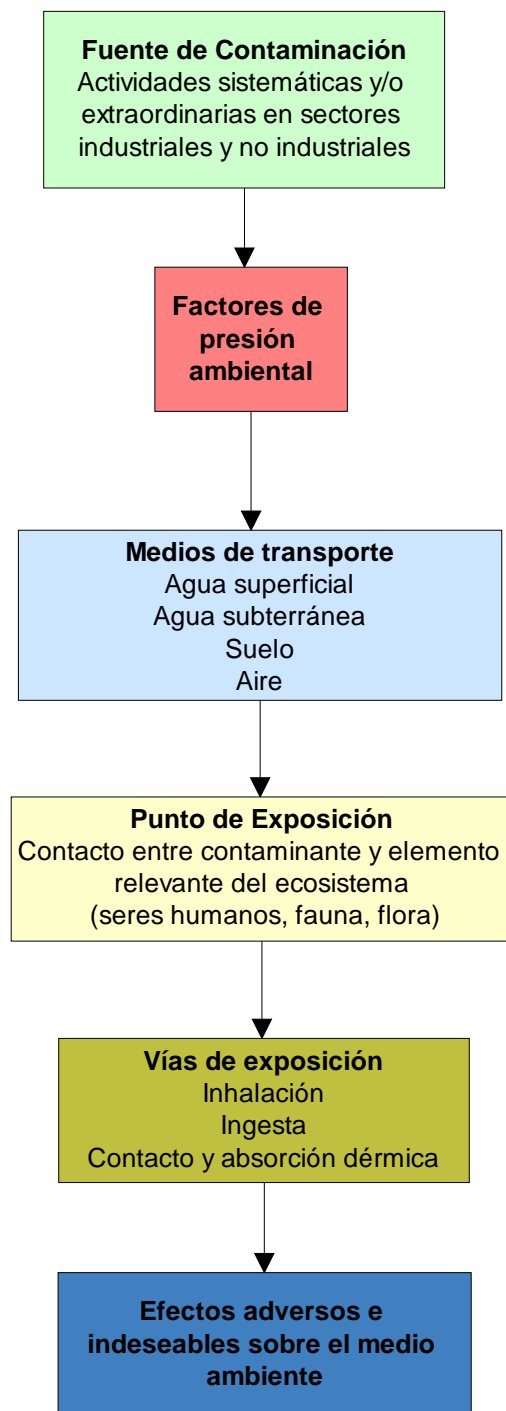 Fuente de Contaminación
Actividades sistemáticas y/o
extraordinarias en sectores
industriales y no industriales
Factores de
presión
ambiental
Medios de transporte
Agua superficial
Agua subterránea
Suelo
Aire
Punto de Exposición
Contacto entre contaminante y elemento
relevante del ecosistema
(seres humanos, fauna, flora)
Vías de exposición
Inhalación
Ingesta
Contacto y absorción dérmica
Efectos adversos e
indeseables sobre el medio
ambiente